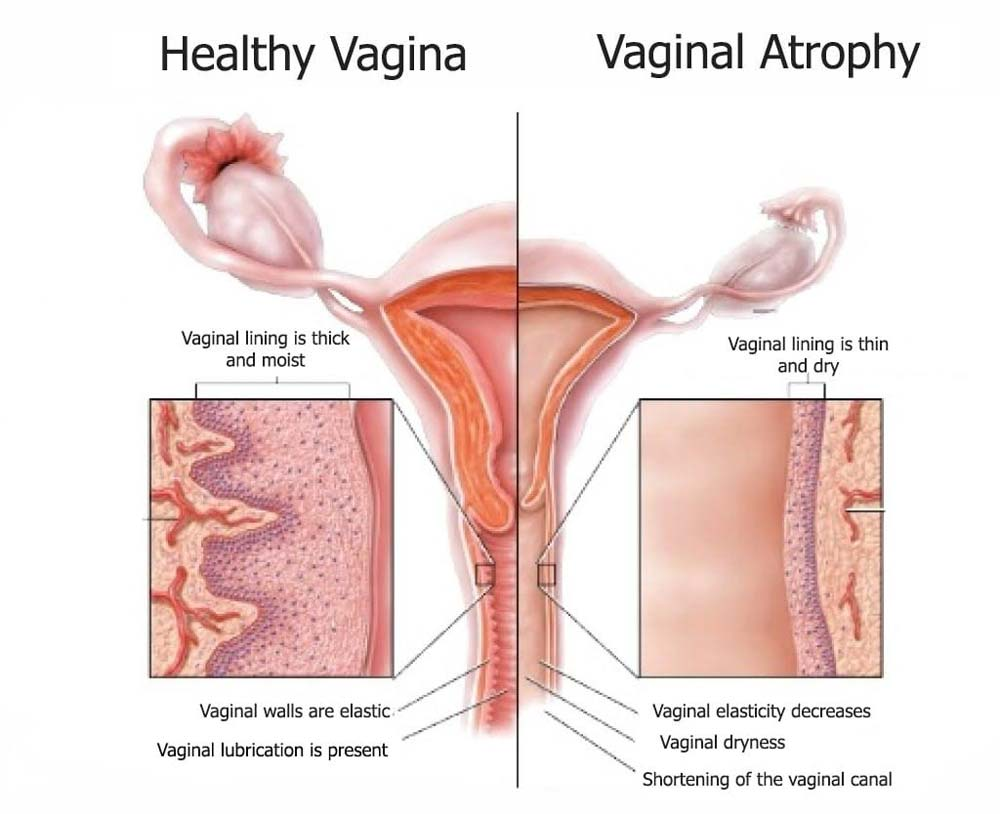 Healthy Vagina
Vaginal Atrophy
Vaginal lining is thick
and moist
Vaginal lining is thin
and dry
Vaginal walls are elastic
Vaginal lubrication is present
Vaginal elasticity decreases
Vaginal dryness
Shortening of the vaginal canal